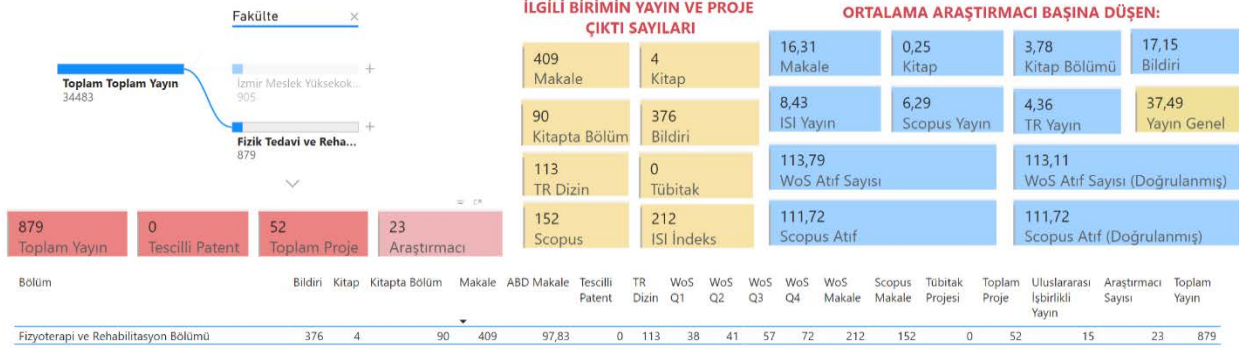 Fakülte
Toplam Toplam Yayın
34483
İzmir Meslek Yüksekok...
905
Fizik Tedavi ve Reha...
879
879
Toplam Yayın
0
Tescilli Patent
52
Toplam Proje
23
Araştırmacı
İLGİLİ BİRİMİN YAYIN VE PROJE
ÇIKTI SAYILARI
409
Makale
4
Kitap
90
Kitapta Bölüm
376
Bildiri
113
TR Dizin
0
Tübitak
152
Scopus
212
ISI İndeks
ORTALAMA ARAŞTIRMACI BAŞINA DÜŞEN:
16,31
Makale
0,25
Kitap
3,78
Kitap Bölümü
17,15
Bildiri
8,43
ISI Yayın
6,29
Scopus Yayın
4,36
TR Yayın
37,49
Yayın Genel
113,79
WoS Atıf Sayısı
113,11
WoS Atıf Sayısı (Doğrulanmış)
111,72
Scopus Atıf
111,72
Scopus Atıf (Doğrulanmış)
Bölüm Bildiri Kitap Kitapta Bölüm Makale ABD Makale Tescilli Patent TR Dizin WoS Q1 WoS Q2 WoS Q3 WoS Q4 WoS Makale Scopus Makale Tübitak Projesi Toplam Proje Uluslararası İşbirlikli Yayın Araştırmacı Sayısı Toplam Yayın
Fizyoterapi ve Rehabilitasyon Bölümü 376 4 90 409 97,83 0 113 38 41 57 72 212 152 0 52 15 23 879